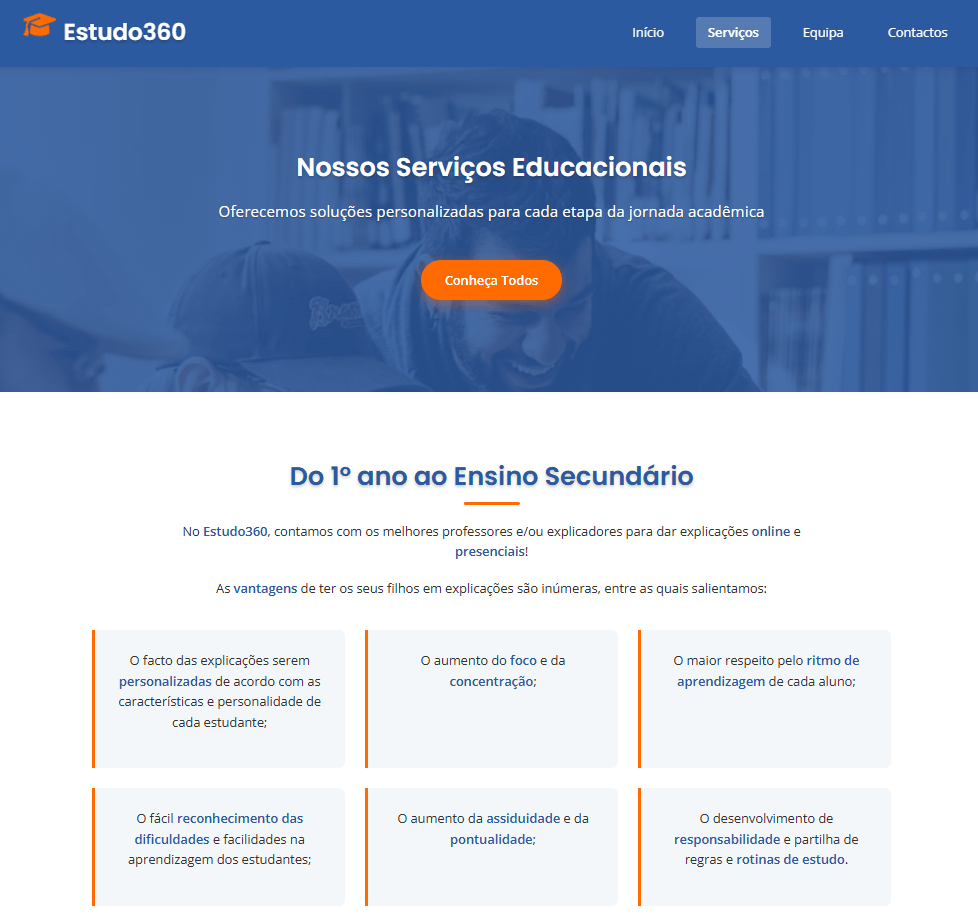 Estudo360
Início
Serviços
Equipa
Contactos
Nossos Serviços Educacionais
Oferecemos soluções personalizadas para cada etapa da jornada acadêmica
Conheça Todos
Do 1º ano ao Ensino Secundário
No Estudo360, contamos com os melhores professores e/ou explicadores para dar explicações online e
presenciais!
As vantagens de ter os seus filhos em explicações são inúmeras, entre as quais salientamos:
O facto das explicações serem
personalizadas de acordo com as
características e personalidade de
cada estudante;
O aumento do foco e da
concentração;
O maior respeito pelo ritmo de
aprendizagem de cada aluno;
O fácil reconhecimento das
dificuldades e facilidades na
aprendizagem dos estudantes;
O aumento da assiduidade e da
pontualidade;
O desenvolvimento de
responsabilidade e partilha de
regras e rotinas de estudo.